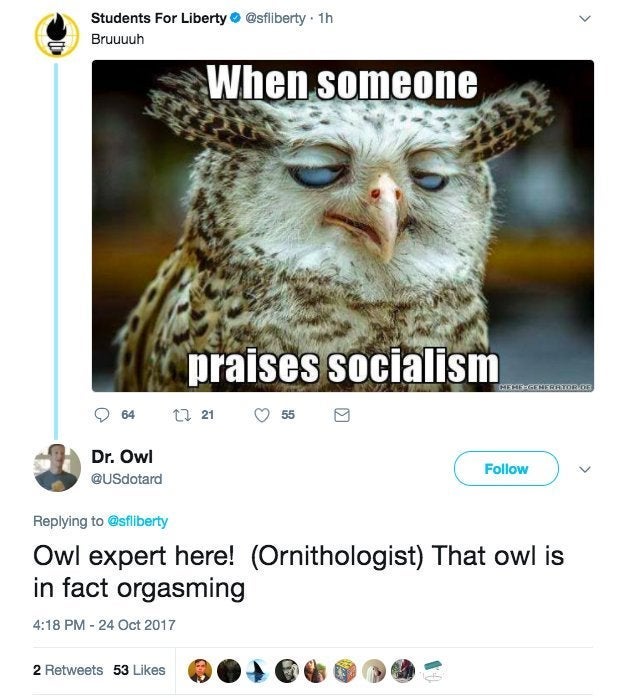 Students For Liberty @sfliberty · 1h
Bruuuuh
When someone
praises socialism
MEME-GENERATOR.DE
64 21 55
Dr. Owl
@USdotard
Follow
Replying to @sfliberty
Owl expert here! (Ornithologist) That owl is
in fact orgasming
4:18 PM - 24 Oct 2017
2 Retweets 53 Likes